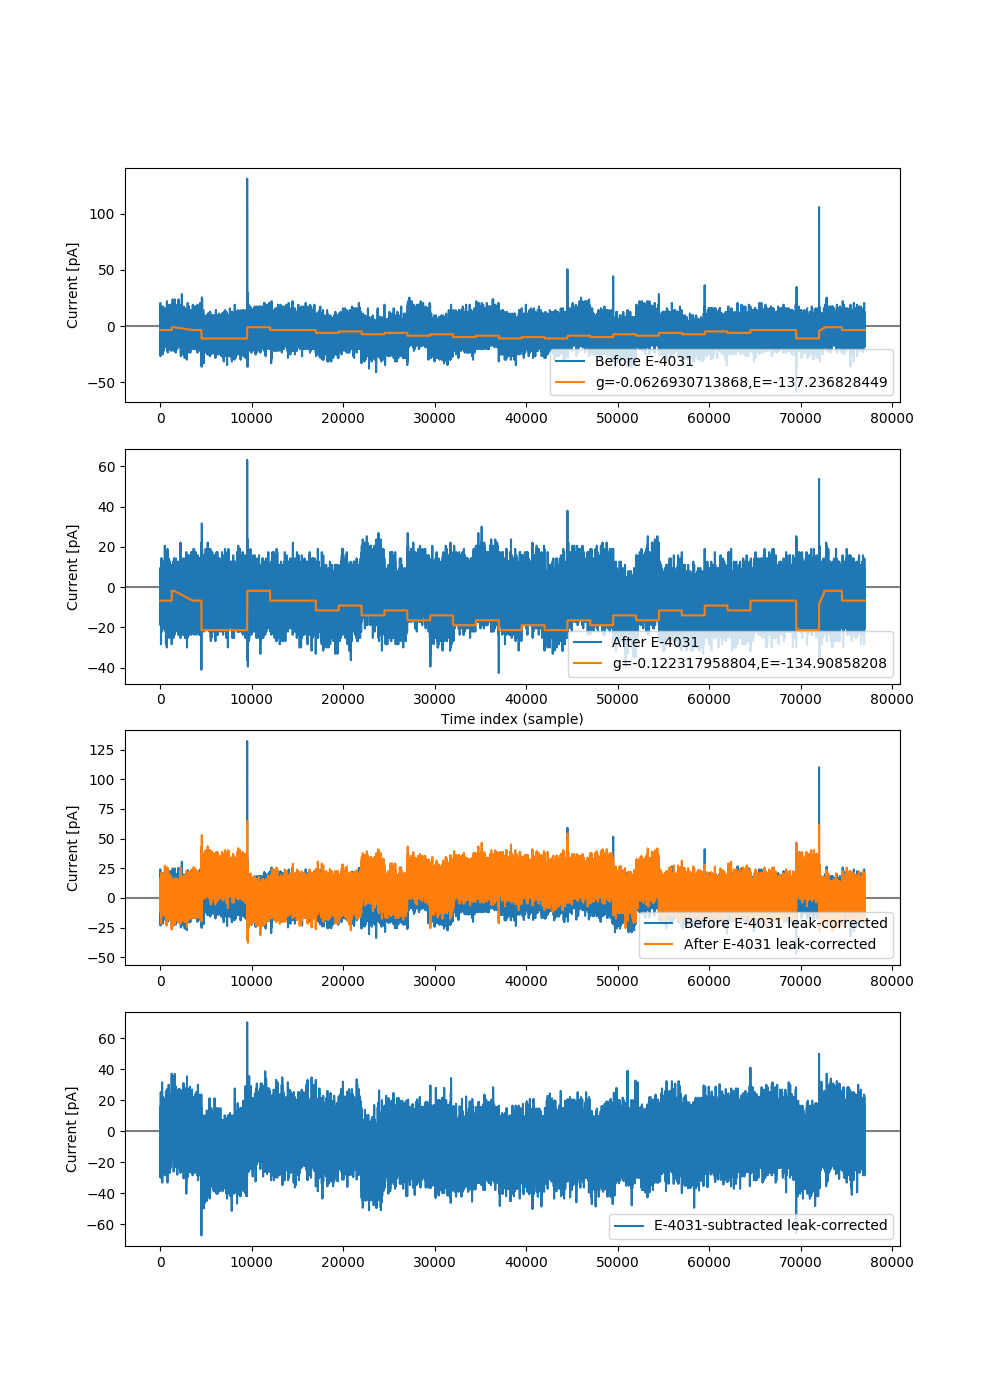 Current [pA]
100
50
0
−50
0 10000 20000 30000 40000 50000 60000 70000 80000
Before E-4031
g=-0.0626930713868,E=-137.236828449
Current [pA]
60
40
20
0
−20
−40
0 10000 20000 30000 40000 50000 60000 70000 80000
After E-4031
g=-0.122317958804,E=-134.90858208
Time index (sample)
Current [pA]
125
100
75
50
25
0
−25
−50
0 10000 20000 30000 40000 50000 60000 70000 80000
Before E-4031 leak-corrected
After E-4031 leak-corrected
Current [pA]
60
40
20
0
−20
−40
−60
0 10000 20000 30000 40000 50000 60000 70000 80000
E-4031-subtracted leak-corrected